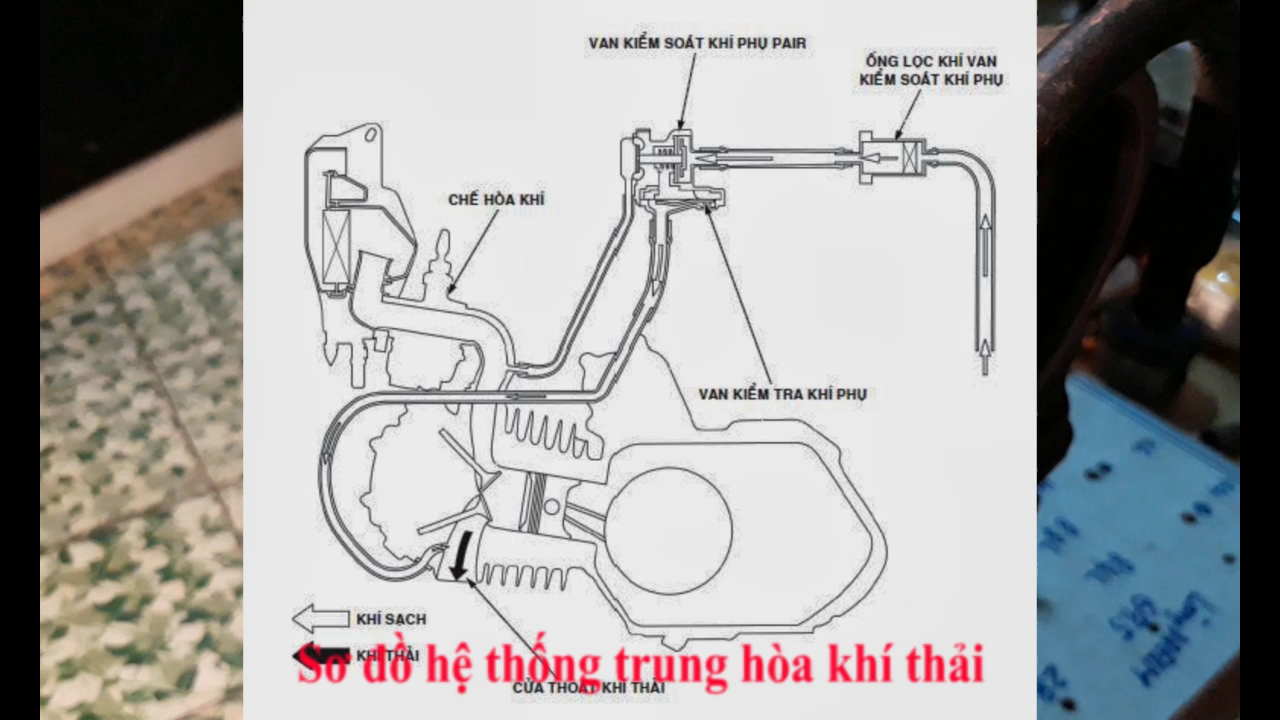 VAN KIỂM SOÁT KHÍ PHỤ PAIR
ỐNG LỌC KHÍ VAN
KIỂM SOÁT KHÍ PHỤ
CHẾ HÒA KHÍ
VAN KIỂM TRA KHÍ PHỤ
KHÍ SẠCH
KHÍ THẢI
Sơ đồ hệ thống trung hòa khí thải
CỬA THOÁT KHÍ THẢI